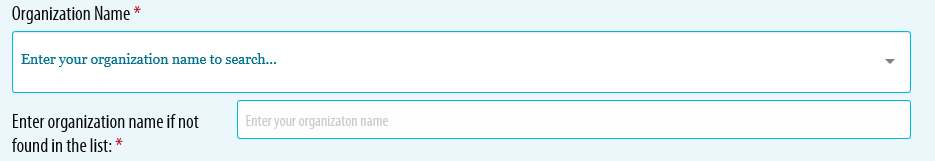 Organization Name *
Enter your organization name to search...
Enter organization name if not
found in the list: *
Enter your organizaton name